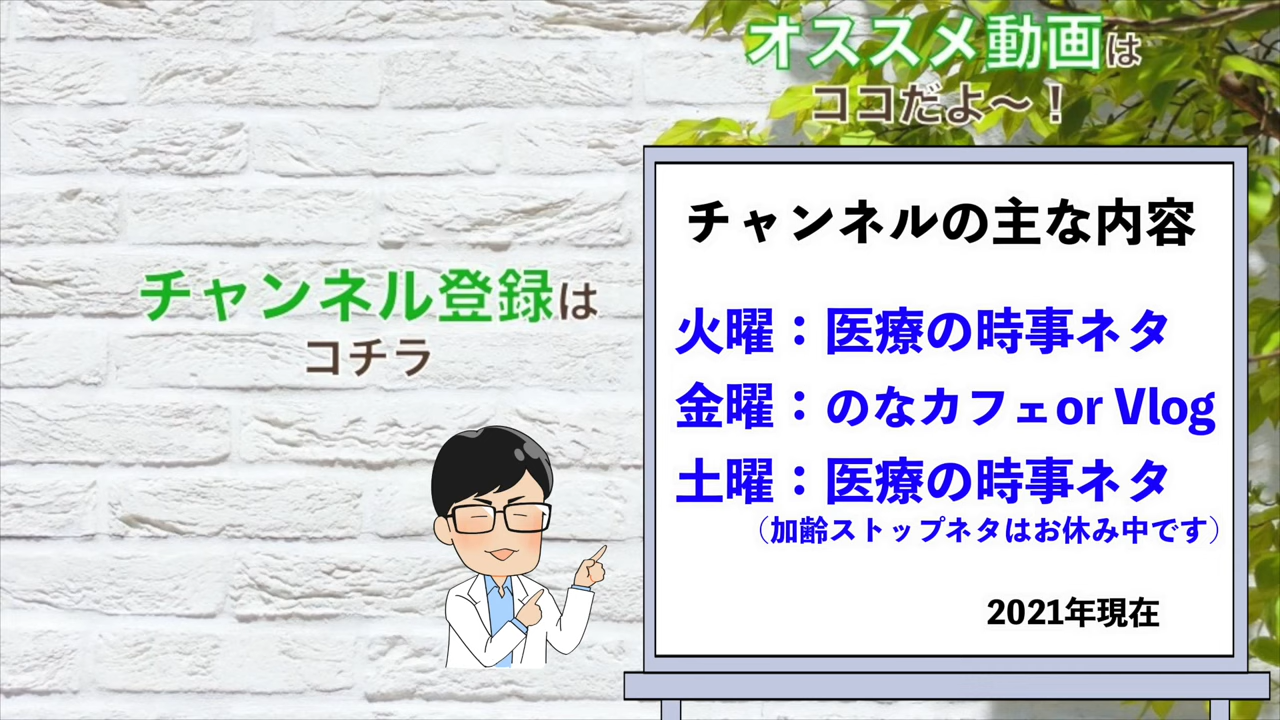 オススメ動画は
ココだよ～！
チャンネル登録は
コチラ
チャンネルの主な内容
火曜：医療の時事ネタ
金曜：のなカフェor Vlog
土曜：医療の時事ネタ
（加齢ストップネタはお休み中です）
2021年現在